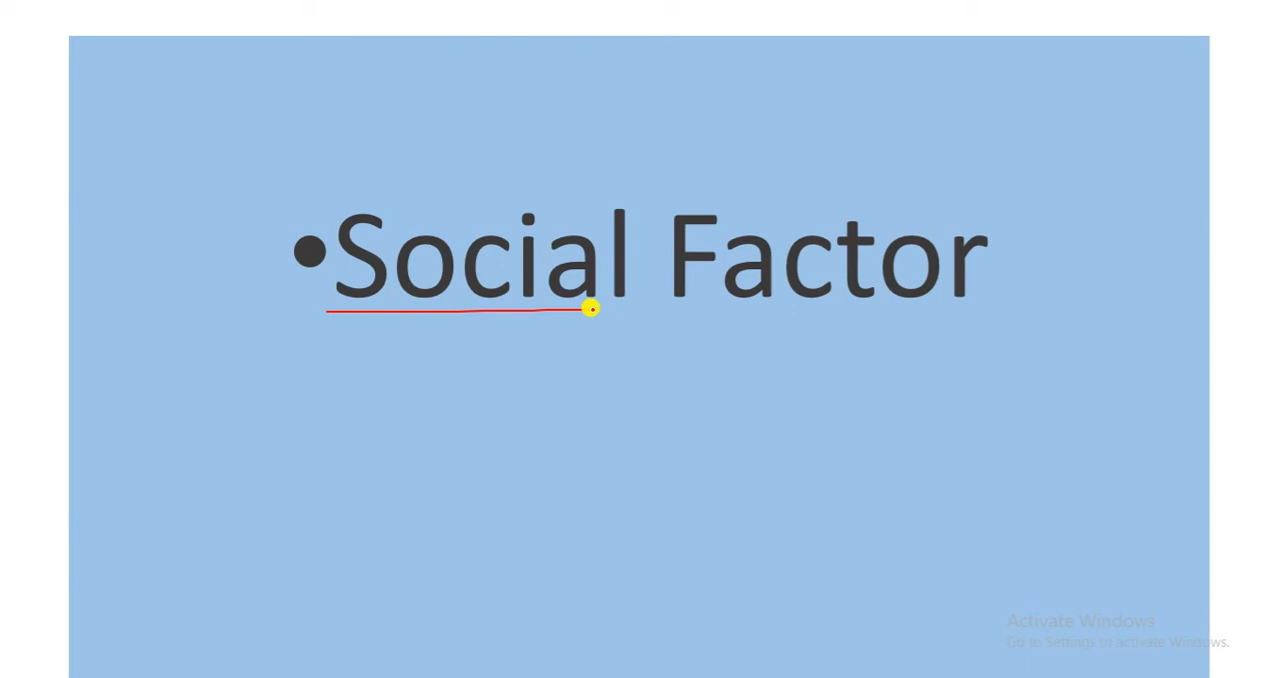 •Social Factor
Activate Windows
Go to Settings to activate Windows.